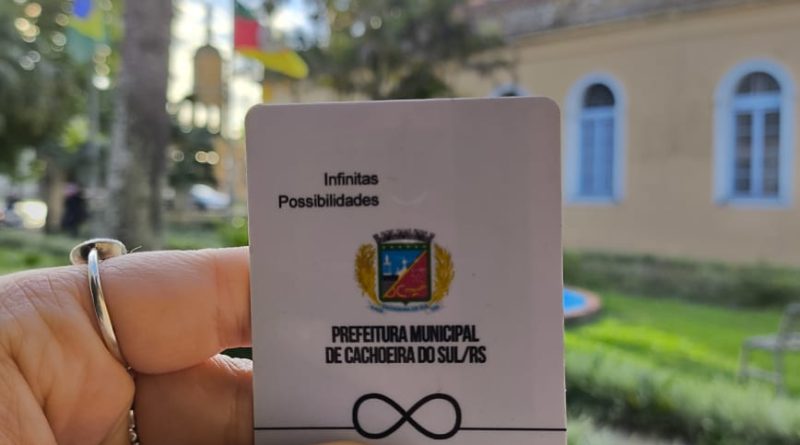 Infinitas
Possibilidades
PREFEITURA MUNICIPAL
DE CACHOEIRA DO SUL/RS